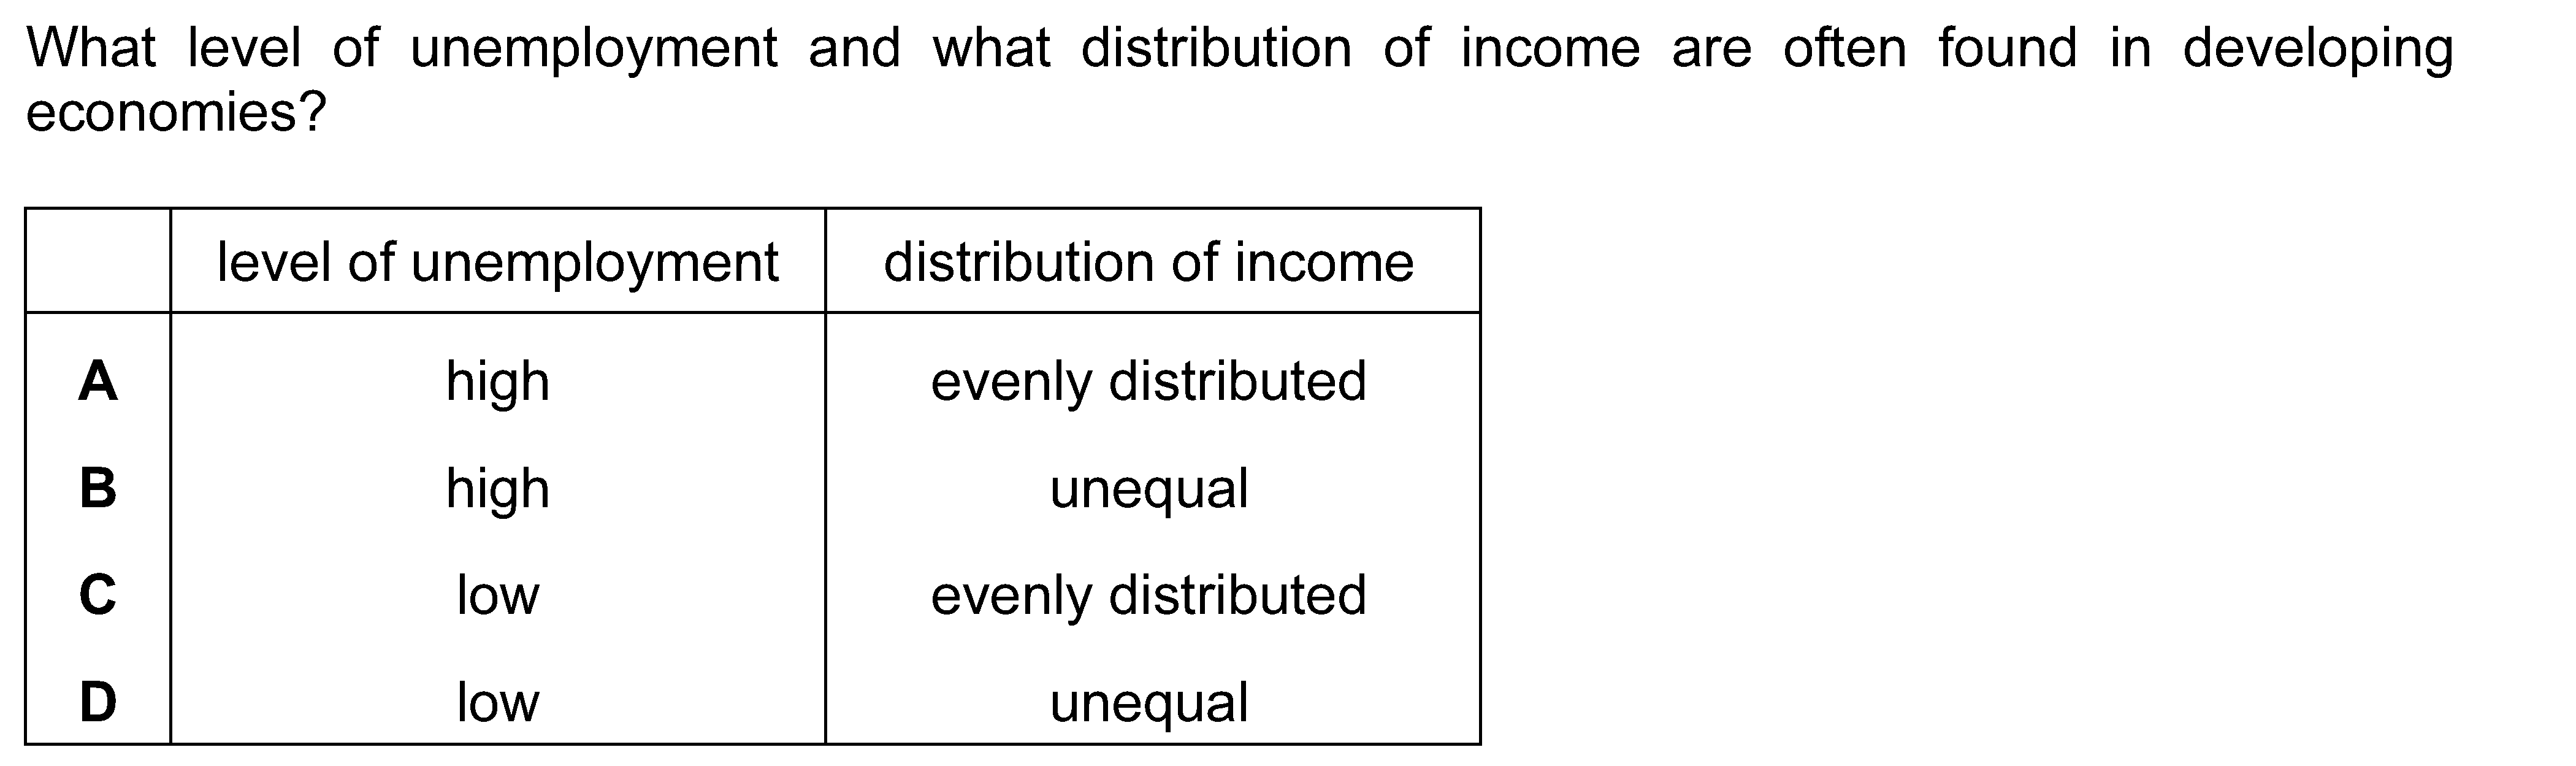 What level of unemployment and what distribution of income are often found in developing
economies?
level of unemployment distribution of income
A high evenly distributed
B high unequal
C low evenly distributed
D low unequal